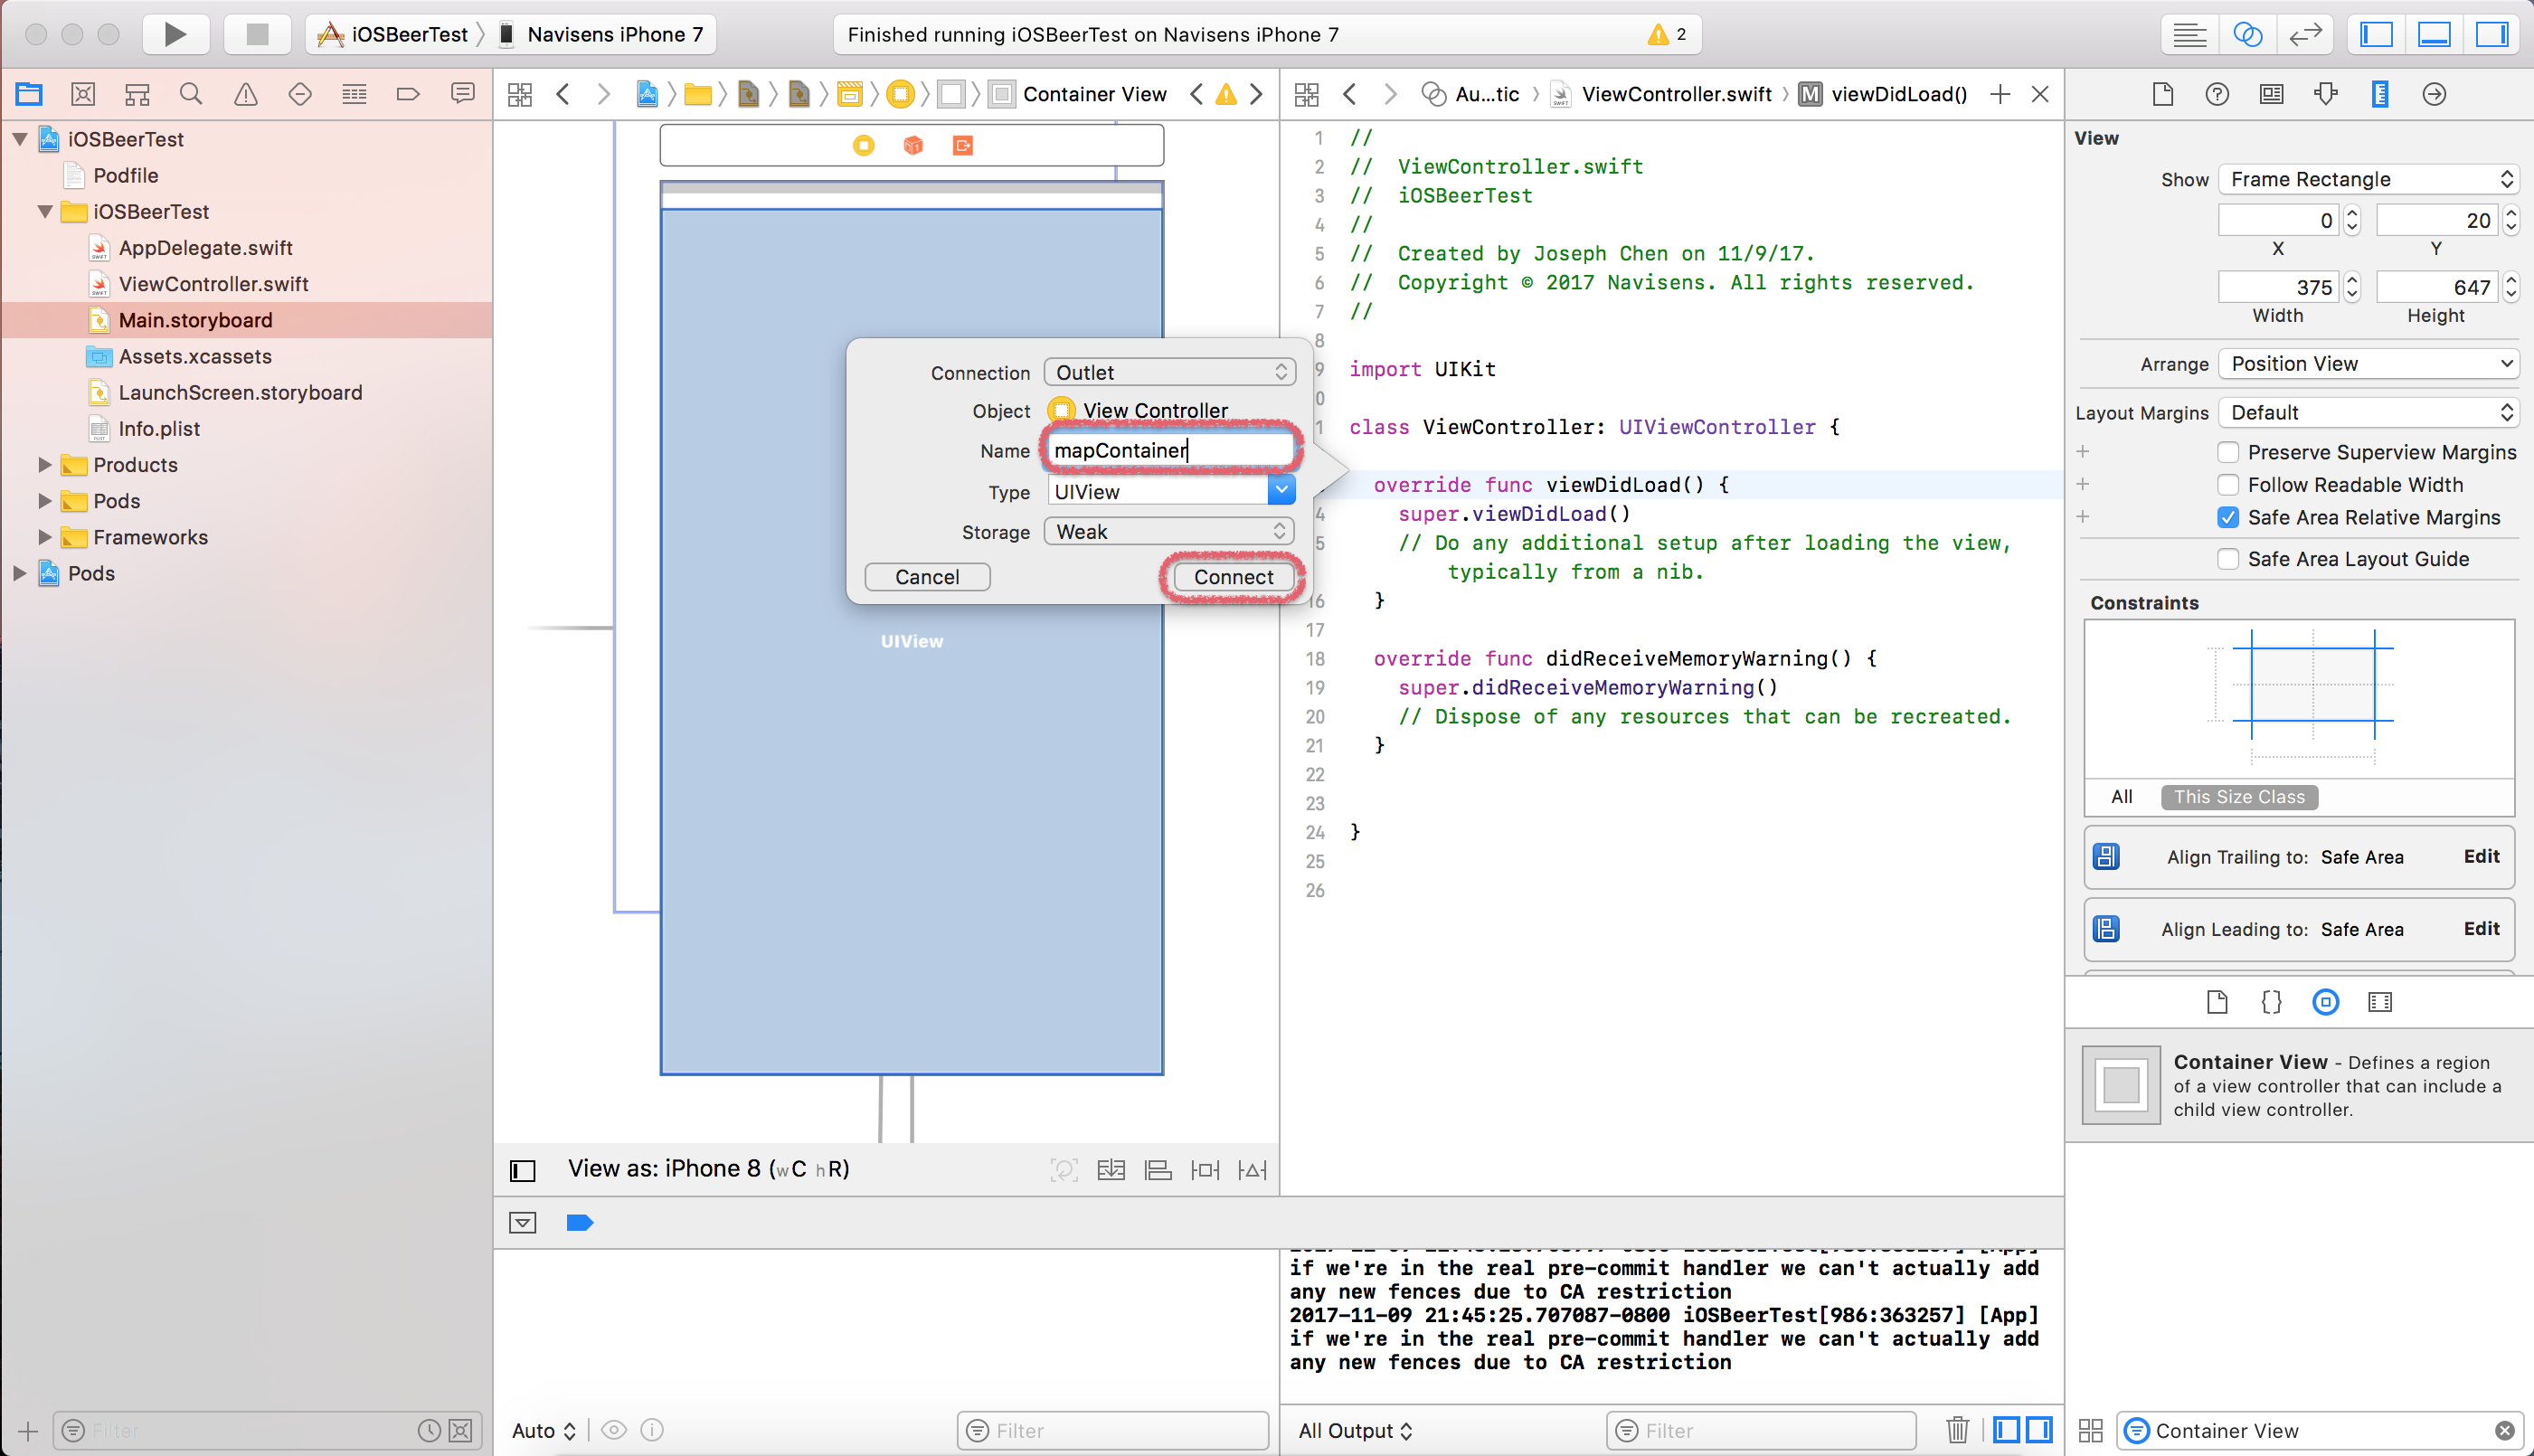 iOSBeerTest
Navisens iPhone 7
Finished running iOSBeerTest on Navisens iPhone 7
2
Container View
Au...tic
ViewController.swift
M viewDidLoad()
iOSBeerTest
Podfile
iOSBeerTest
AppDelegate.swift
ViewController.swift
Main.storyboard
Assets.xcassets
LaunchScreen.storyboard
Info.plist
Products
Pods
Frameworks
Pods
Filter
Connection Outlet
Object View Controller
Name mapContainer
Type UIView
Storage Weak
Cancel Connect
UIView
View as: iPhone 8 (wC hR)
1 //
2 // ViewController.swift
3 // iOSBeerTest
4 //
5 // Created by Joseph Chen on 11/9/17.
6 // Copyright © 2017 Navisens. All rights reserved.
7 //
8
9 import UIKit
0
1 class ViewController: UIViewController {
override func viewDidLoad() {
4 super.viewDidLoad()
5 // Do any additional setup after loading the view,
typically from a nib.
16 }
17
18 override func didReceiveMemoryWarning() {
19 super.didReceiveMemoryWarning()
20 // Dispose of any resources that can be recreated.
21 }
22
23
24 }
25
26
View
Show Frame Rectangle
0 20
X Y
375 647
Width Height
Arrange Position View
Layout Margins Default
Preserve Superview Margins
Follow Readable Width
Safe Area Relative Margins
Safe Area Layout Guide
Constraints
All This Size Class
Align Trailing to: Safe Area Edit
Align Leading to: Safe Area Edit
Container View - Defines a region
of a view controller that can include a
child view controller.
if we're in the real pre-commit handler we can't actually add
any new fences due to CA restriction
2017-11-09 21:45:25.707087-0800 iOSBeerTest[986:363257] [App]
if we're in the real pre-commit handler we can't actually add
any new fences due to CA restriction
Auto
Filter
All Output
Filter
Container View